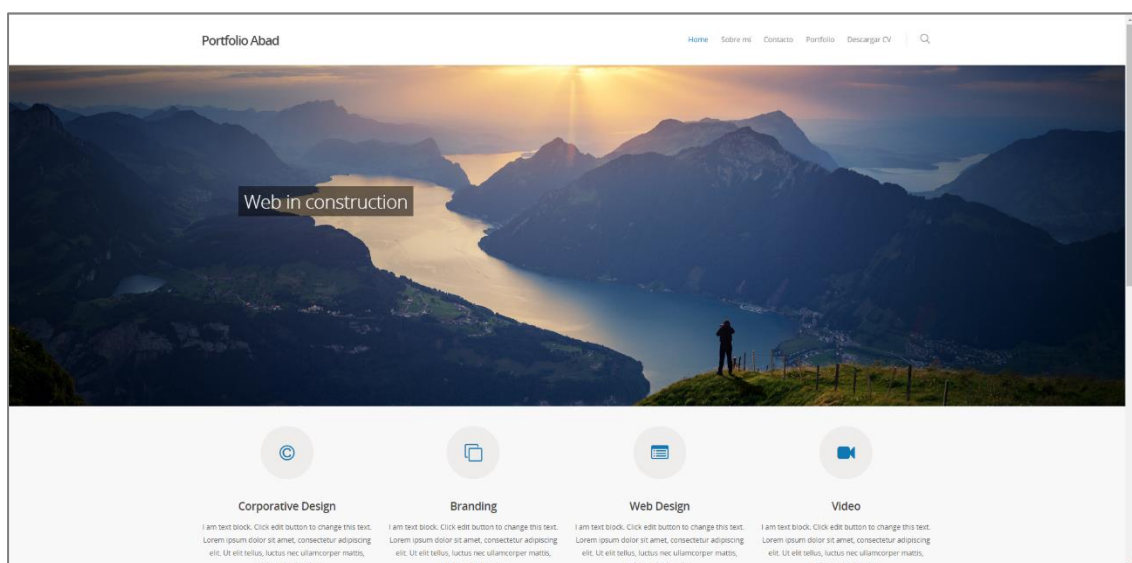 Portfolio Abad
Home Sobre mi Contacto Portfolio Descargar CV
Web in construction
Corporative Design
I am text block. Click edit button to change this text.
Lorem ipsum dolor sit amet, consectetur adipiscing
elit. Ut elit tellus, luctus nec ullamcorper mattis,
Branding
I am text block. Click edit button to change this text.
Lorem ipsum dolor sit amet, consectetur adipiscing
elit. Ut elit tellus, luctus nec ullamcorper mattis,
Web Design
I am text block. Click edit button to change this text.
Lorem ipsum dolor sit amet, consectetur adipiscing
elit. Ut elit tellus, luctus nec ullamcorper mattis,
Video
I am text block. Click edit button to change this text.
Lorem ipsum dolor sit amet, consectetur adipiscing
elit. Ut elit tellus, luctus nec ullamcorper mattis,